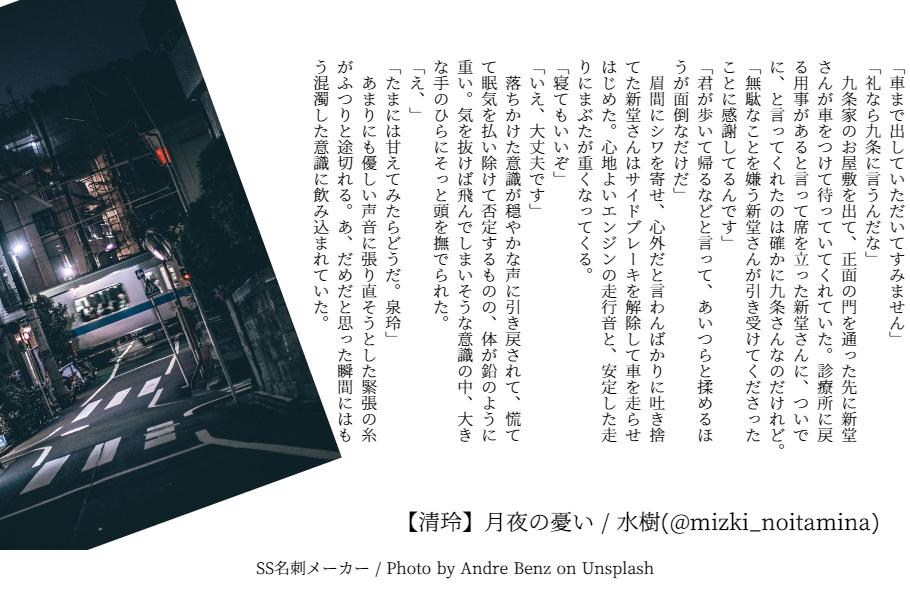 「車まで出していただいてすみません」
「礼なら九条に言うんだな」
　九条家のお屋敷を出て、正面の門を通った先に新堂
さんが車をつけて待っていてくれていた。診療所に戻
る用事があると言って席を立った新堂さんに、ついで
に、と言ってくれたのは確かに九条さんなのだけれど。
「無駄なことを嫌う新堂さんが引き受けてくださった
ことに感謝してるんです」
「君が歩いて帰るなどと言って、あいつらと揉めるほ
うが面倒なだけだ」
　眉間にシワを寄せ、心外だと言わんばかりに吐き捨
てた新堂さんはサイドブレーキを解除して車を走らせ
はじめた。心地よいエンジンの走行音と、安定した走
りにまぶたが重くなってくる。
「寝てもいいぞ」
「いえ、大丈夫です」
　落ちかけた意識が穏やかな声に引き戻されて、慌て
て眠気を払い除けて否定するものの、体が鉛のように
重い。気を抜けば飛んでしまいそうな意識の中、大き
な手のひらにそっと頭を撫でられた。
「え、」
「たまには甘えてみたらどうだ。泉玲」
　あまりにも優しい声音に張り直そうとした緊張の糸
がふつりと途切れる。あ、だめだと思った瞬間にはも
う混濁した意識に飲み込まれていた。
【清玲】月夜の憂い / 水樹(@mizki_noitamina)
SS名刺メーカー / Photo by Andre Benz on Unsplash